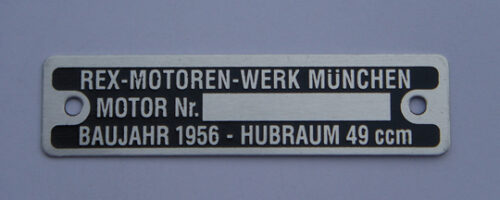 REX-MOTOREN-WERK MÜNCHEN
MOTOR Nr.
BAUJAHR 1956 - HUBRAUM 49 ccm